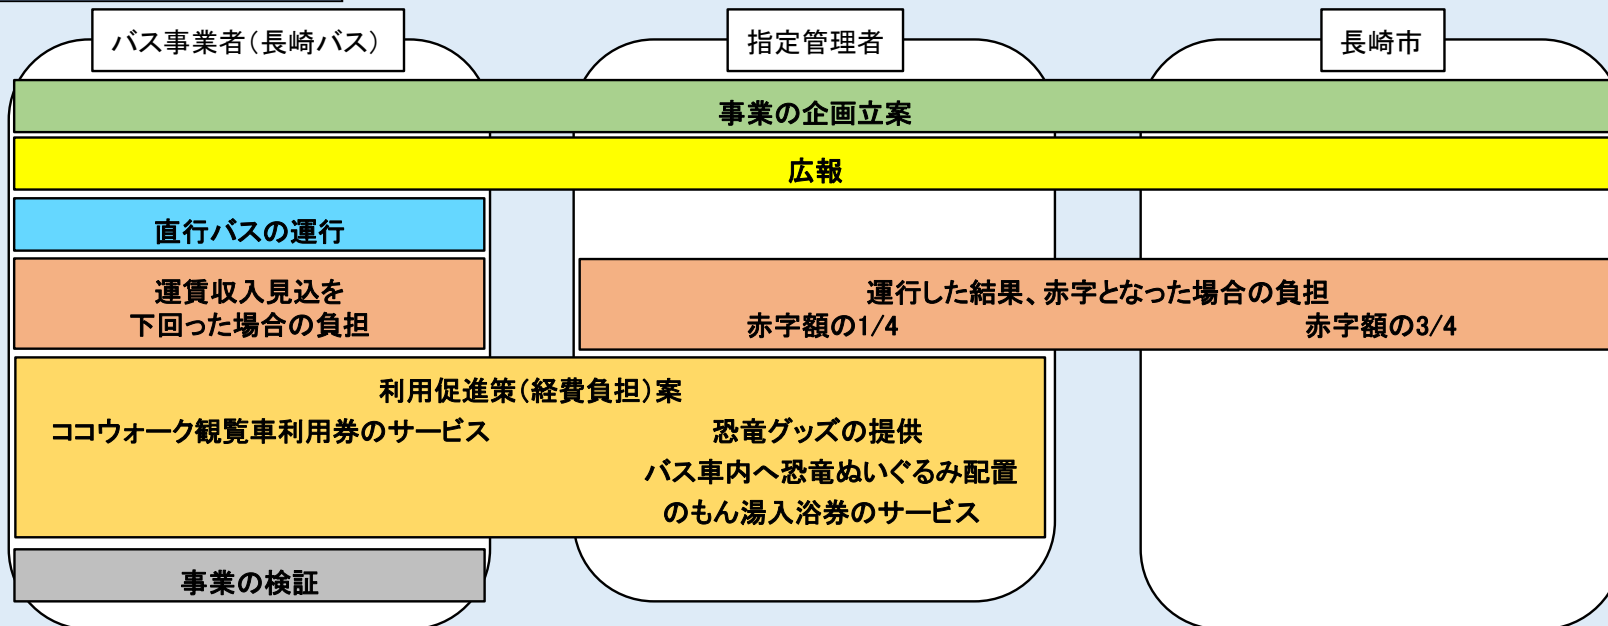 バス事業者（長崎バス）
指定管理者
長崎市
事業の企画立案
広報
直行バスの運行
運賃収入見込を
下回った場合の負担
運行した結果、赤字となった場合の負担
赤字額の1/4
赤字額の3/4
利用促進策（経費負担）案
ココウォーク観覧車利用券のサービス
恐竜グッズの提供
バス車内へ恐竜ぬいぐるみ配置
のもん湯入浴券のサービス
事業の検証